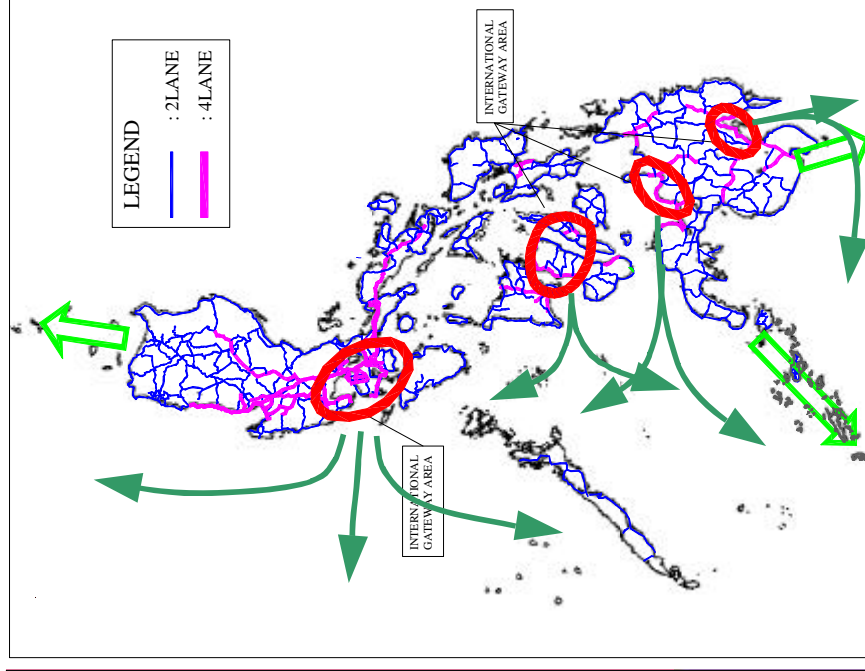 LEGEND
: 2LANE
: 4LANE
INTERNATIONAL
GATEWAY AREA
INTERNATIONAL
GATEWAY AREA